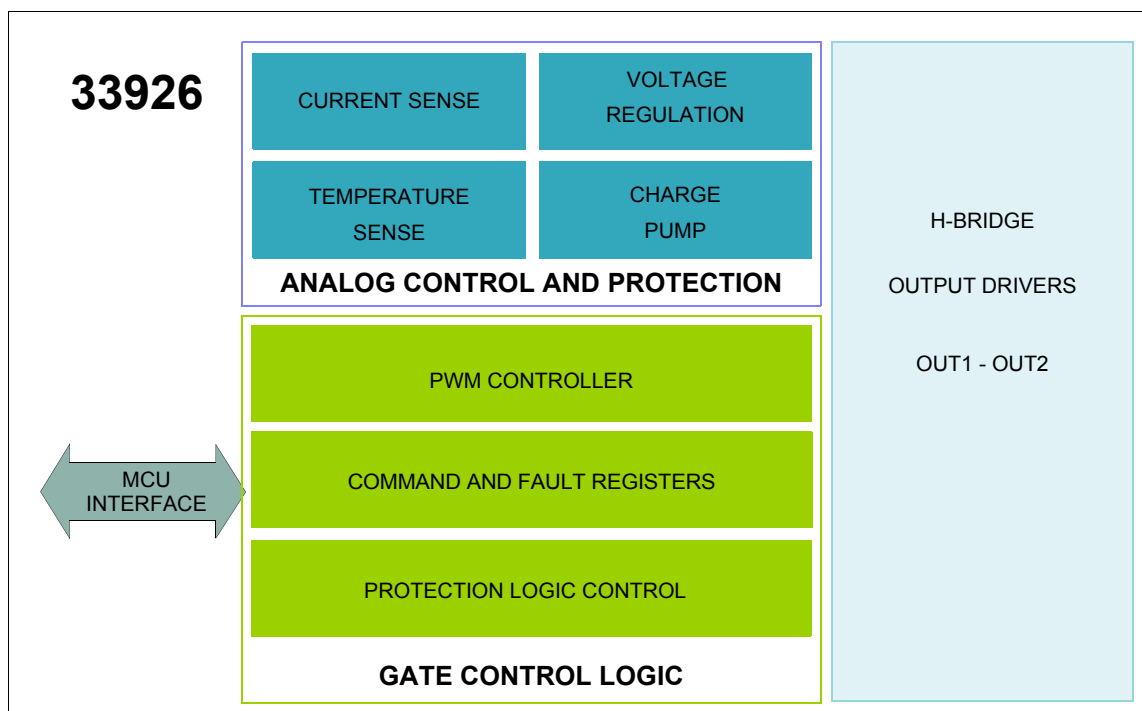 33926
CURRENT SENSE
VOLTAGE
REGULATION
TEMPERATURE
SENSE
CHARGE
PUMP
ANALOG CONTROL AND PROTECTION
PWM CONTROLLER
COMMAND AND FAULT REGISTERS
PROTECTION LOGIC CONTROL
GATE CONTROL LOGIC
MCU
INTERFACE
H-BRIDGE
OUTPUT DRIVERS
OUT1 - OUT2